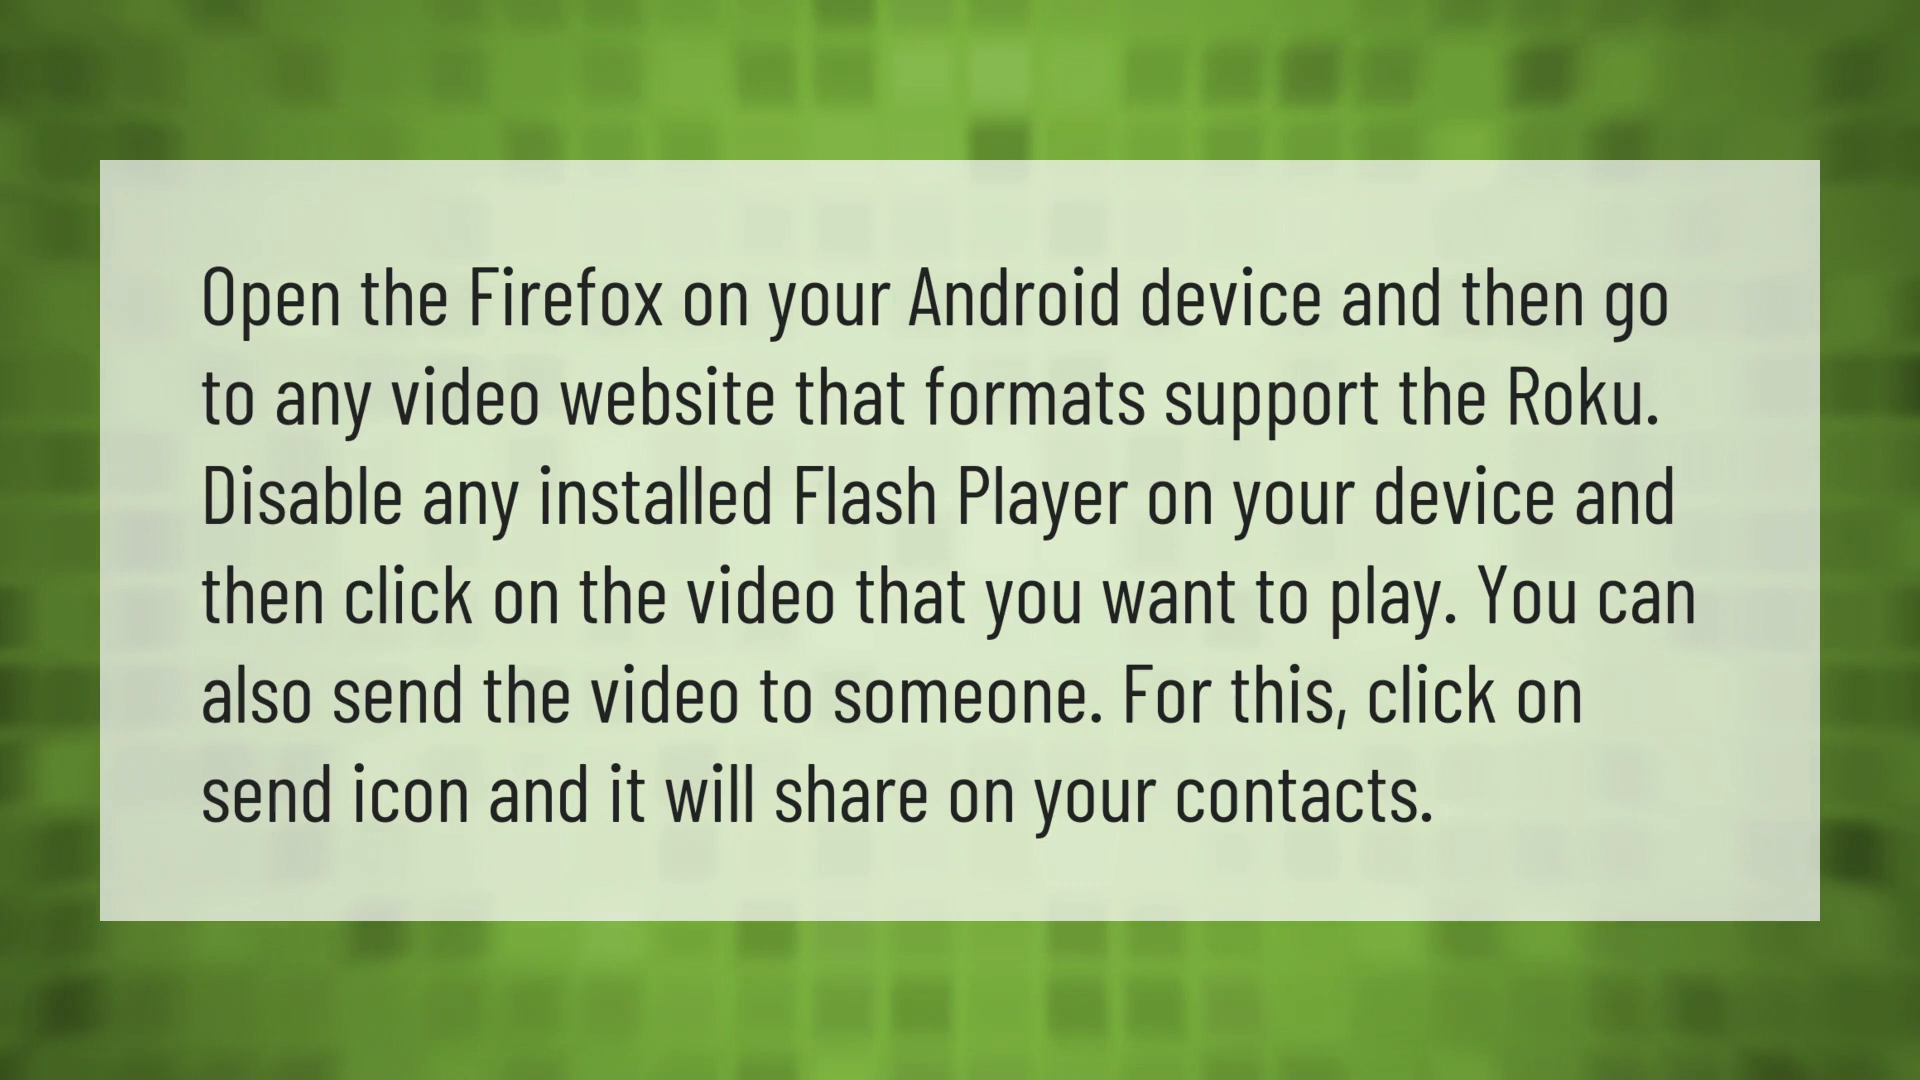 Open the Firefox on your Android device and then go
to any video website that formats support the Roku.
Disable any installed Flash Player on your device and
then click on the video that you want to play. You can
also send the video to someone. For this, click on
send icon and it will share on your contacts.